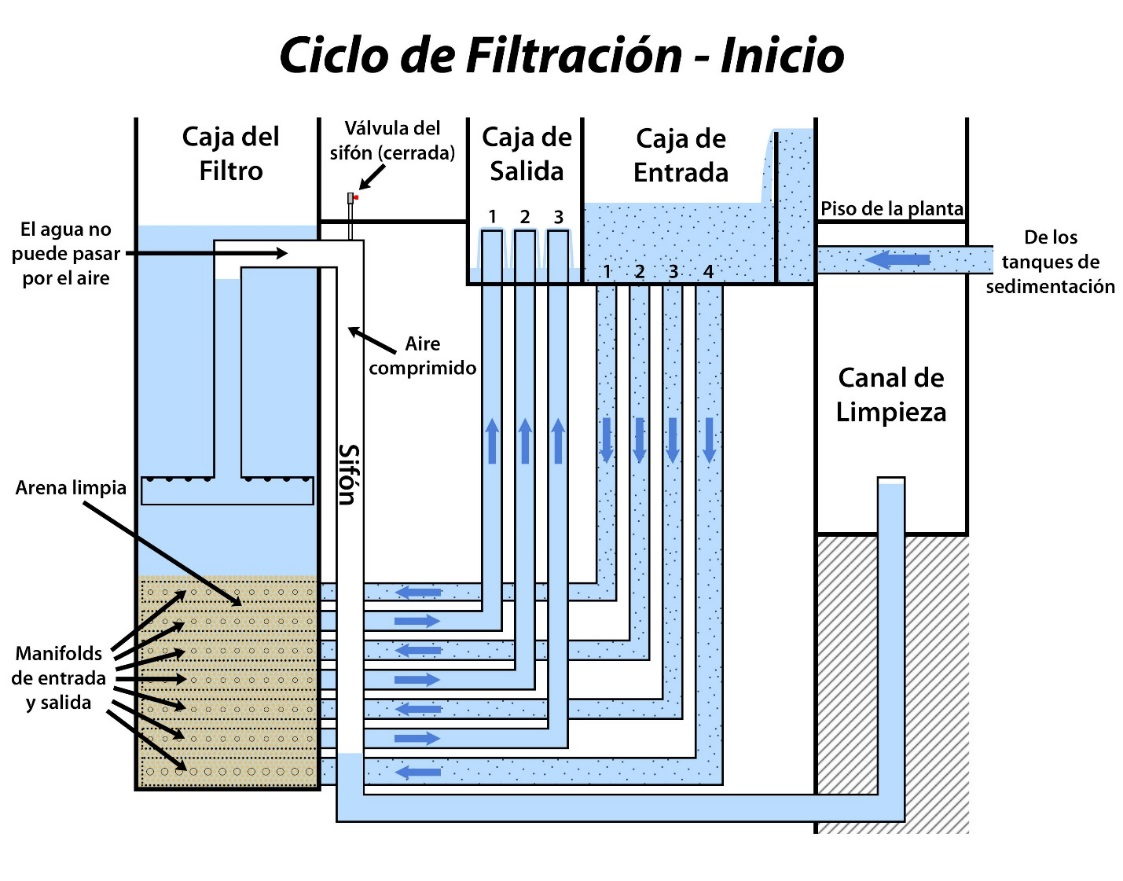 Ciclo de Filtración - Inicio
Caja del
Filtro
Válvula del
sifón (cerrada)
Caja de
Salida
Caja de
Entrada
1 2 3
Piso de la planta
El agua no
puede pasar
por el aire
De los
tanques de
sedimentación
1 2 3 4
Aire
comprimido
Canal de
Limpieza
Sifón
Arena limpia
Manifolds
de entrada
y salida